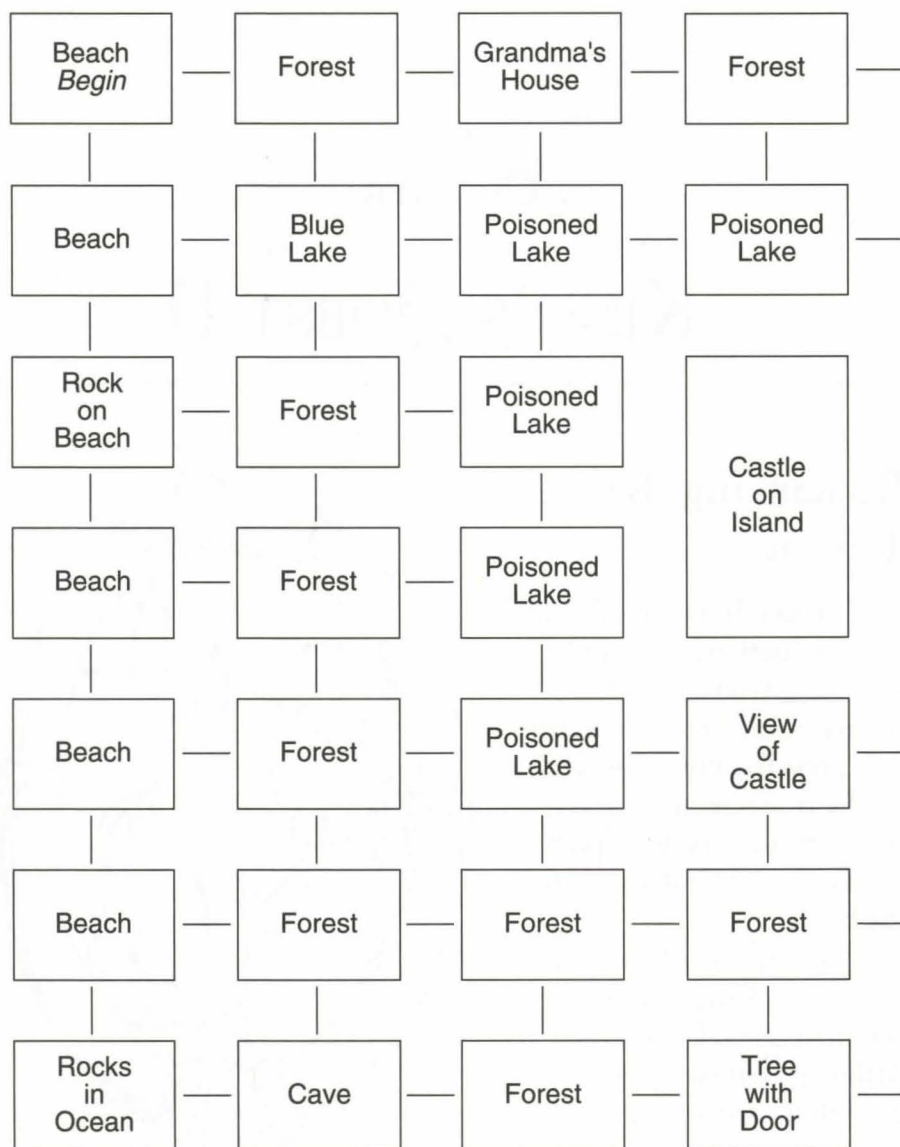 Beach
Begin
Forest
Grandma's
House
Forest
Beach
Blue
Lake
Poisoned
Lake
Poisoned
Lake
Rock
on
Beach
Forest
Poisoned
Lake
Castle
on
Island
Beach
Forest
Poisoned
Lake
Beach
Forest
Poisoned
Lake
View
of
Castle
Beach
Forest
Forest
Forest
Rocks
in
Ocean
Cave
Forest
Tree
with
Door